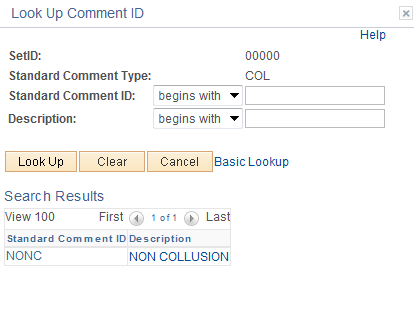 Look Up Comment ID
Help
SetID: 00000
Standard Comment Type: COL
Standard Comment ID: begins with
Description: begins with
Look Up Clear Cancel Basic Lookup
Search Results
View 100 First 1 of 1 Last
Standard Comment ID Description
NONC NON COLLUSION